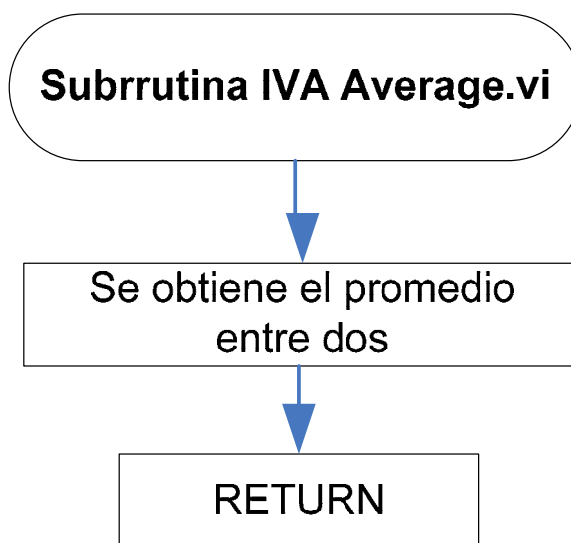 Subrrutina IVA Average.vi
Se obtiene el promedio
entre dos
RETURN